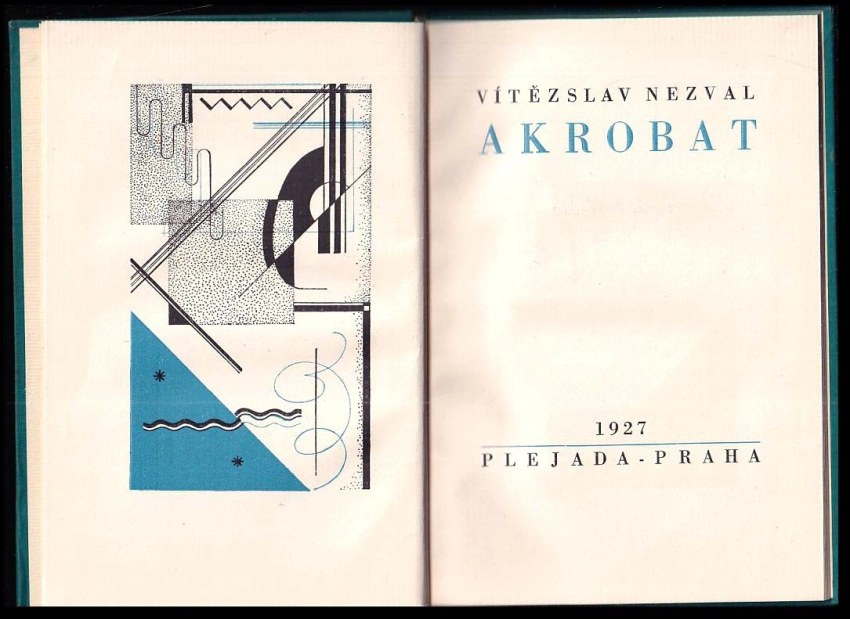 VÍTĚZSLAV NEZVAL
AKROBAT
1927
PLEJADA-PRAHA